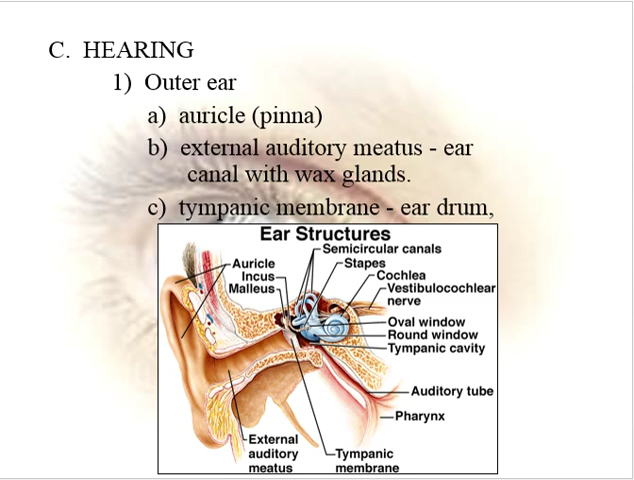 C. HEARING
1) Outer ear
a) auricle (pinna)
b) external auditory meatus - ear
canal with wax glands.
c) tympanic membrane - ear drum,
Ear Structures
Semicircular canals
Auricle
Stapes
Incus
Cochlea
Malleus
Vestibulocochlear
nerve
Oval window
Round window
Tympanic cavity
Auditory tube
Pharynx
External
auditory
meatus
Tympanic
membrane